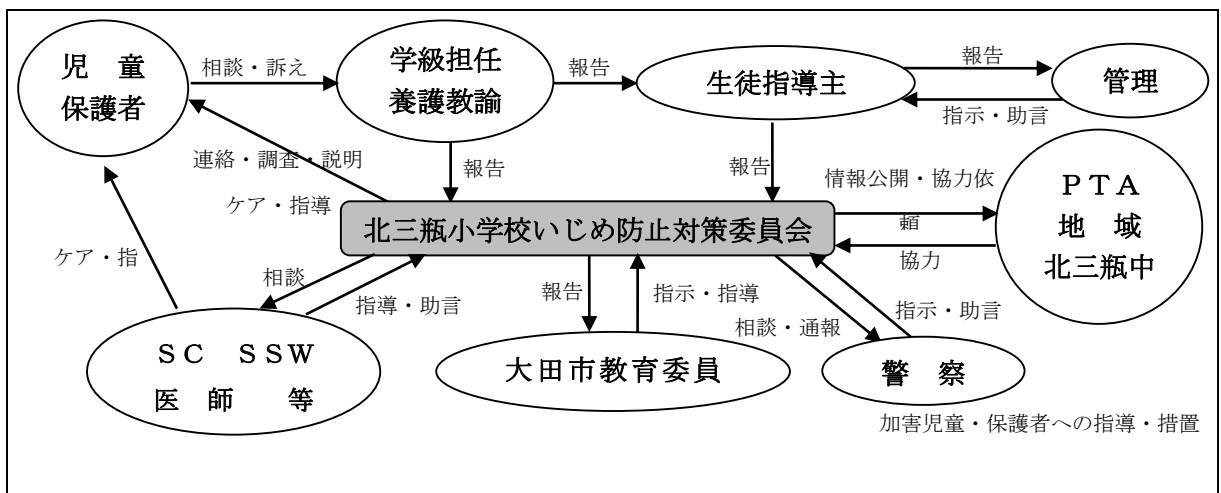 児　童
保護者
相談・訴え
学級担任
養護教諭
報告
生徒指導主
報告
管理
指示・助言
連絡・調査・説明
報告
報告
情報公開・協力依
頼
ＰＴＡ
地　域
北三瓶中
ケア・指導
北三瓶小学校いじめ防止対策委員会
協力
ケア・指
相談
指導・助言
報告
指示・指導
相談・通報
指示・助言
ＳＣ　ＳＳＷ
医　師　　等
大田市教育委員
警　察
加害児童・保護者への指導・措置